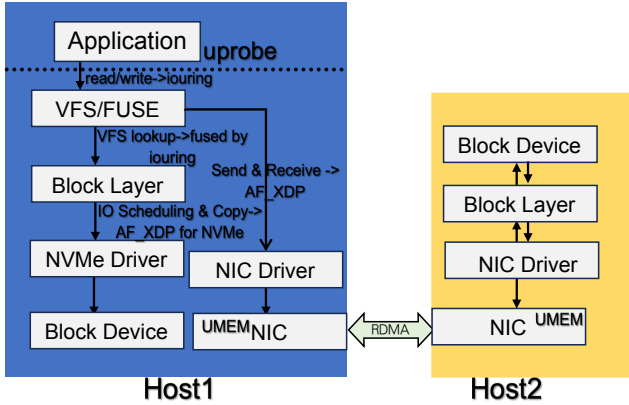 Application
uprobe
read/write->iouring
VFS/FUSE
VFS lookup->fused by
iouring
Send & Receive ->
AF_XDP
Block Layer
IO Scheduling & Copy->
AF_XDP for NVMe
NVMe Driver
NIC Driver
Block Device
UMEM NIC
Host1
RDMA
Block Device
Block Layer
NIC Driver
NIC UMEM
Host2